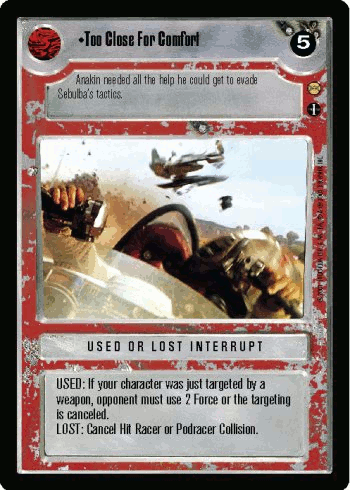 •Too Close For Comfort
5
Anakin needed all the help he could get to evade
Sebulba's tactics.
USED OR LOST INTERRUPT
USED: If your character was just targeted by a
weapon, opponent must use 2 Force or the targeting
is canceled.
LOST: Cancel Hit Racer or Podracer Collision.